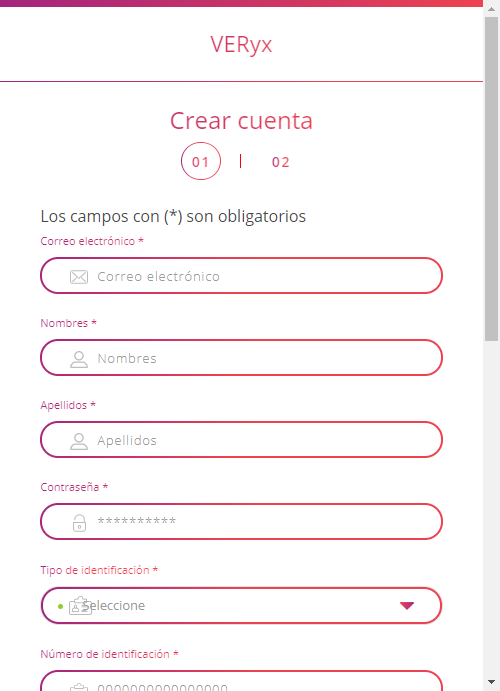 VERyx
Crear cuenta
01 | 02
Los campos con (*) son obligatorios
Correo electrónico *
Correo electrónico
Nombres *
Nombres
Apellidos *
Apellidos
Contraseña *
**********
Tipo de identificación *
Seleccione
Número de identificación *
000000000000000